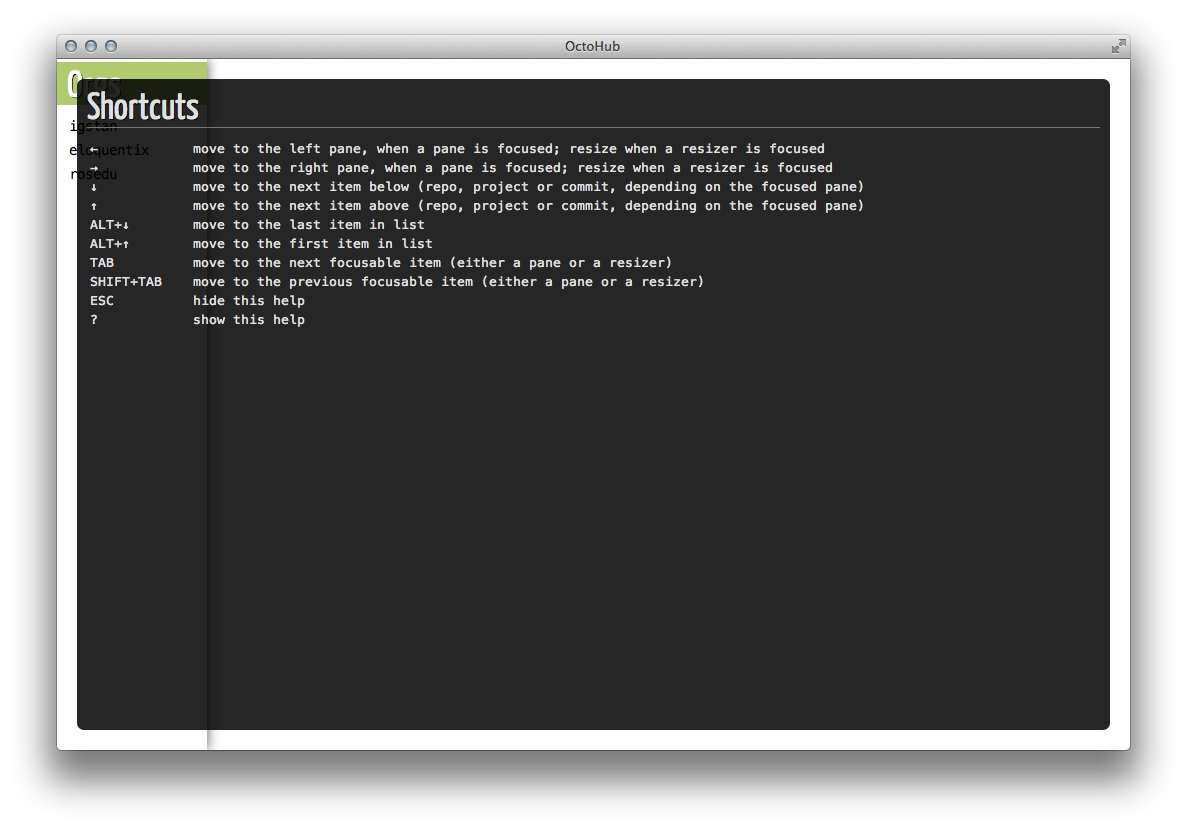 OctoHub
Orgs
Shortcuts
igstan
eloquentix
rosedu
← move to the left pane, when a pane is focused; resize when a resizer is focused
→ move to the right pane, when a pane is focused; resize when a resizer is focused
↓ move to the next item below (repo, project or commit, depending on the focused pane)
↑ move to the next item above (repo, project or commit, depending on the focused pane)
ALT+↓ move to the last item in list
ALT+↑ move to the first item in list
TAB move to the next focusable item (either a pane or a resizer)
SHIFT+TAB move to the previous focusable item (either a pane or a resizer)
ESC hide this help
? show this help